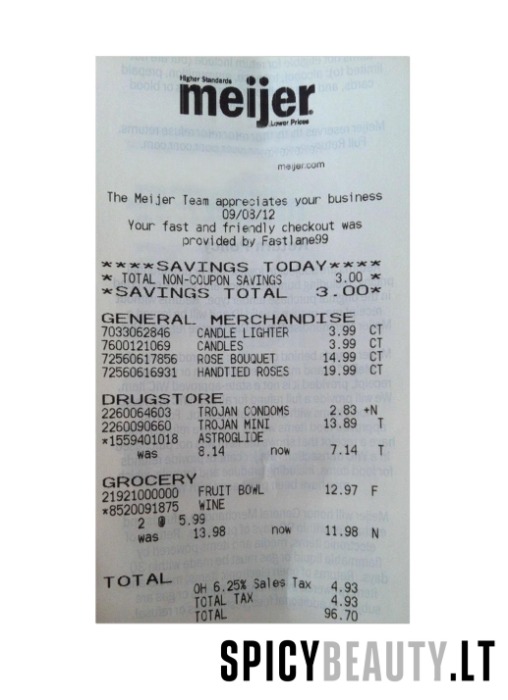 Higher Standards
meijer
Lower Prices
meijer.com
The Meijer Team appreciates your business
09/03/12
Your fast and friendly checkout was
provided by Fastlane99
****SAVINGS TODAY****
* TOTAL NON-COUPON SAVINGS 3.00 *
*SAVINGS TOTAL 3.00*
GENERAL MERCHANDISE
7033062846 CANDLE LIGHTER 3.99 CT
7600121069 CANDLES 3.99 CT
72560617856 ROSE BOUQUET 14.99 CT
72560616931 HANDTIED ROSES 19.99 CT
DRUGSTORE
2260064603 TROJAN CONDOMS 2.83 +N
2260090660 TROJAN MINI 13.89 T
*1559401018 ASTROGLIDE
was 8.14 now 7.14 T
GROCERY
21921000000 FRUIT BOWL 12.97 F
*8520091875 WINE
2 @ 5.99
was 13.98 now 11.98 N
TOTAL
OH 6.25% Sales Tax 4.93
TOTAL TAX 4.93
TOTAL 96.70
SPICYBEAUTY.LT